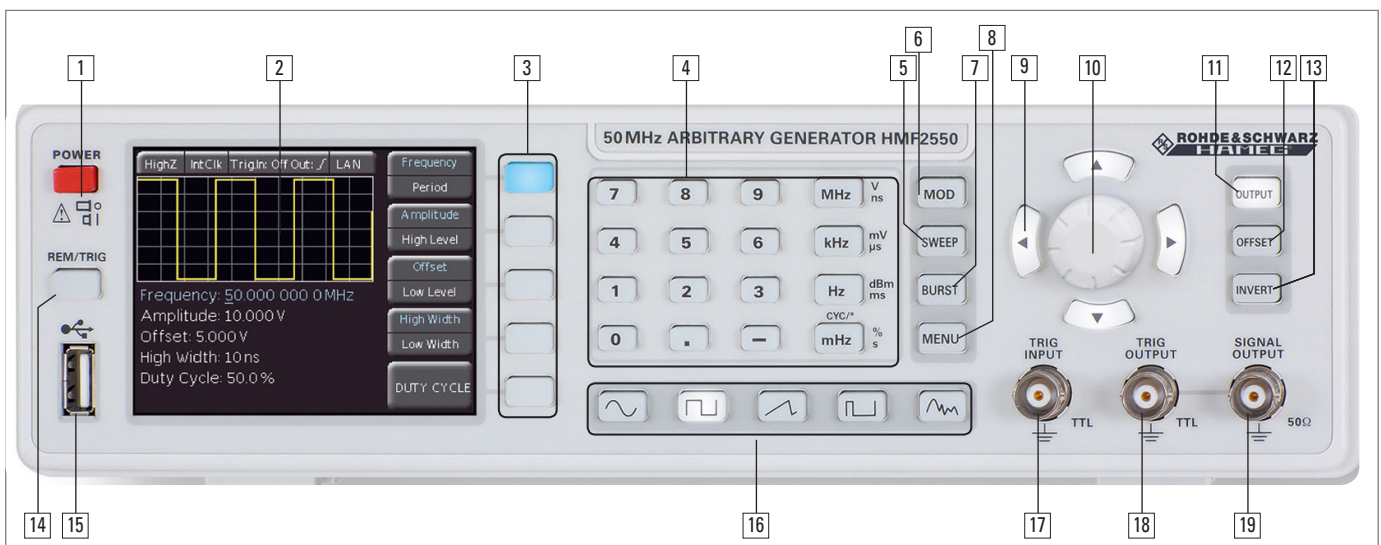 6
8
1
2
3
4
5
7
9
10
11
12
13
50 MHz ARBITRARY GENERATOR HMF2550
ROHDE & SCHWARZ
HAMEG
POWER
HighZ IntClk TrigIn: Off Out: LAN
Frequency
Period
Amplitude
High Level
Offset
Low Level
High Width
Low Width
DUTY CYCLE
Frequency: 50.000 000 0 MHz
Amplitude: 10.000 V
Offset: 5.000 V
High Width: 10 ns
Duty Cycle: 50.0 %
REM/TRIG
7 8 9 MHz V ns
4 5 6 kHz mV µs
1 2 3 Hz dBm ms
CYC/°
0 . – mHz % s
MOD
SWEEP
BURST
MENU
OUTPUT
OFFSET
INVERT
TRIG INPUT
TTL
TRIG OUTPUT
TTL
SIGNAL OUTPUT
50Ω
14
15
16
17
18
19